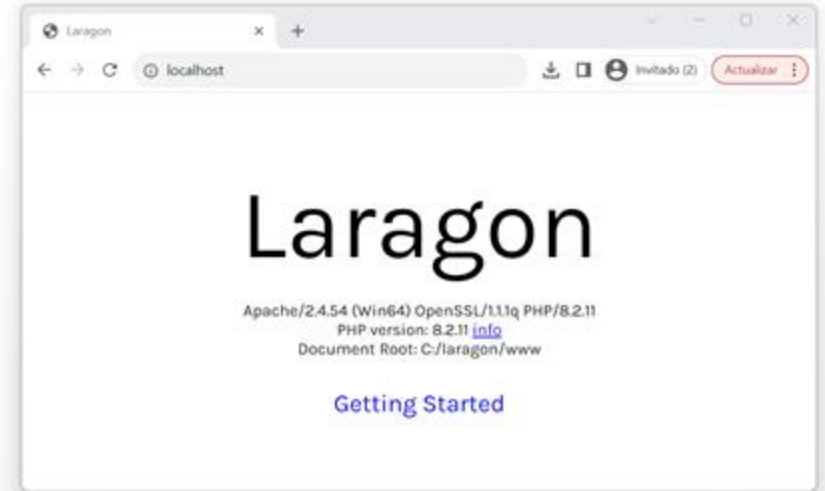 Laragon
localhost
Invitado (2)
Actualizar
Laragon
Apache/2.4.54 (Win64) OpenSSL/1.1.1q PHP/8.2.11
PHP version: 8.2.11 info
Document Root: C:/laragon/www
Getting Started